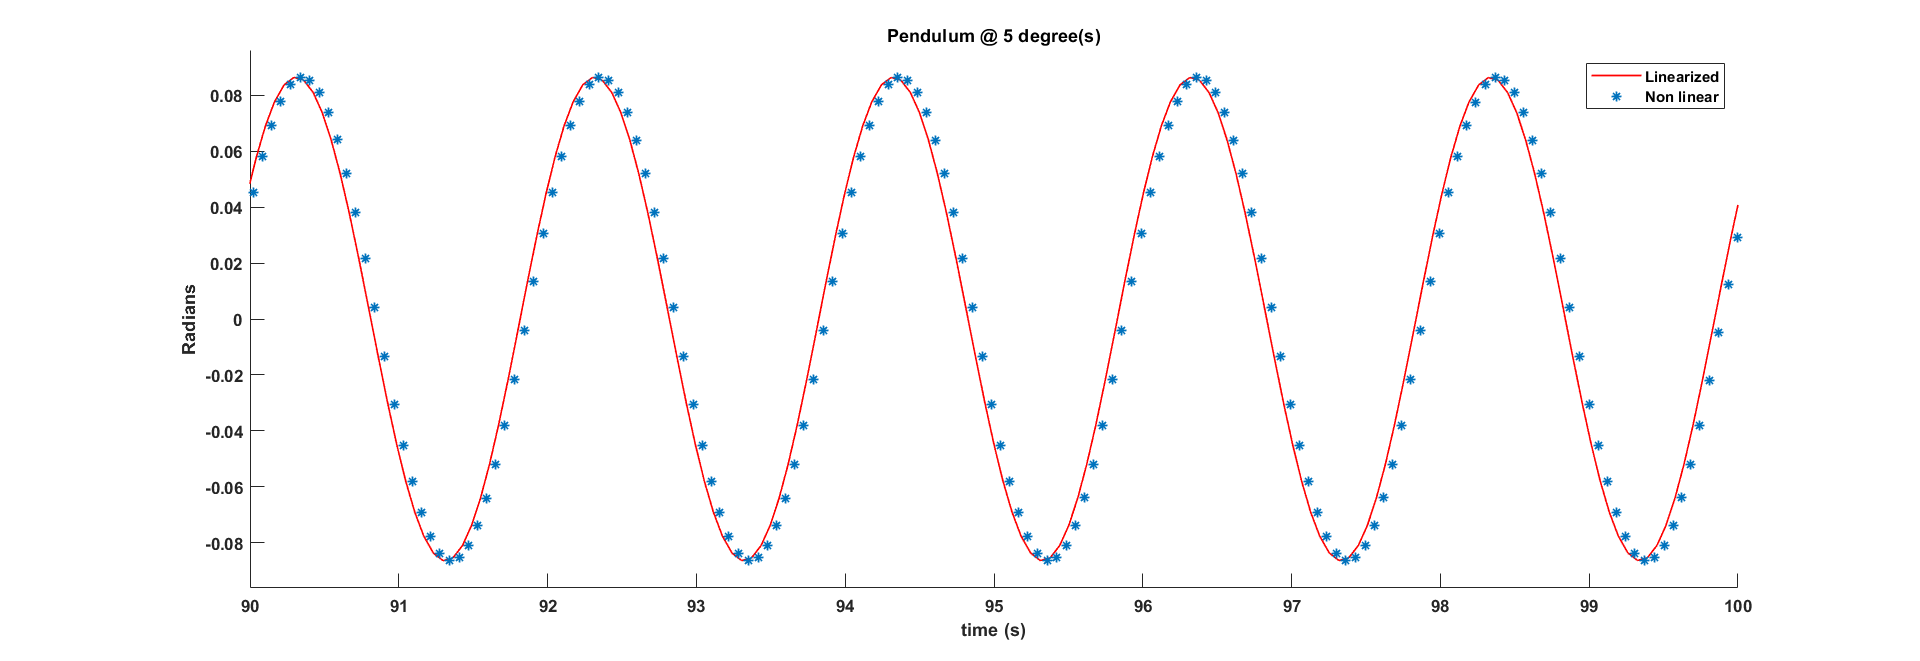 Pendulum @ 5 degree(s)
Linearized
Non linear
0.08
0.06
0.04
0.02
0
-0.02
-0.04
-0.06
-0.08
Radians
90 91 92 93 94 95 96 97 98 99 100
time (s)